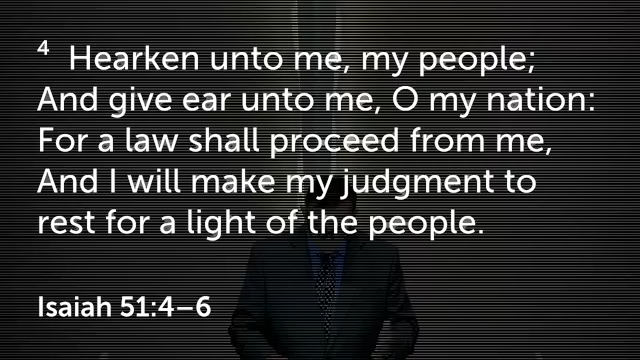 4 Hearken unto me, my people;
And give ear unto me, O my nation:
For a law shall proceed from me,
And I will make my judgment to
rest for a light of the people.
Isaiah 51:4–6